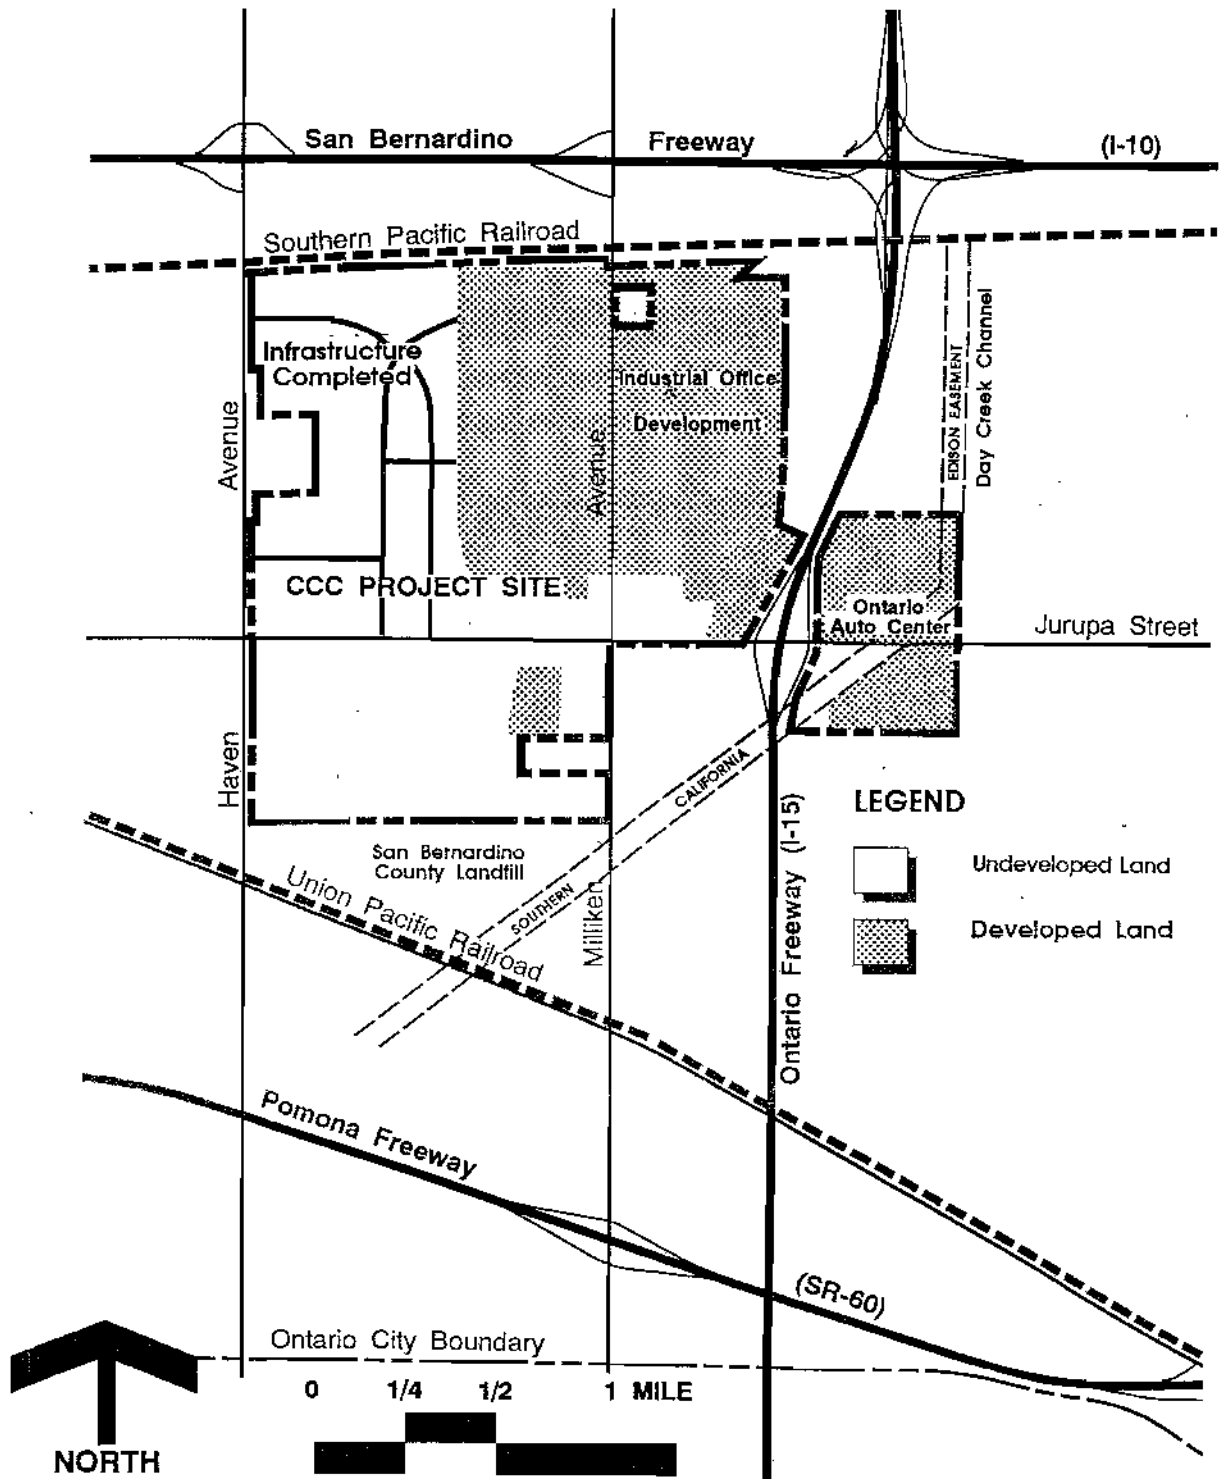 San Bernardino Freeway (I-10)
Southern Pacific Railroad
Infrastructure
Completed
Industrial Office
Development
Avenue
Avenue
EDISON EASEMENT
Day Creek Channel
CCC PROJECT SITE
Ontario
Auto Center
Jurupa Street
Haven
CALIFORNIA
SOUTHERN
San Bernardino
County Landfill
Union Pacific Railroad
Milliken
Ontario Freeway (I-15)
LEGEND
Undeveloped Land
Developed Land
Pomona Freeway
(SR-60)
Ontario City Boundary
0 1/4 1/2 1 MILE
NORTH